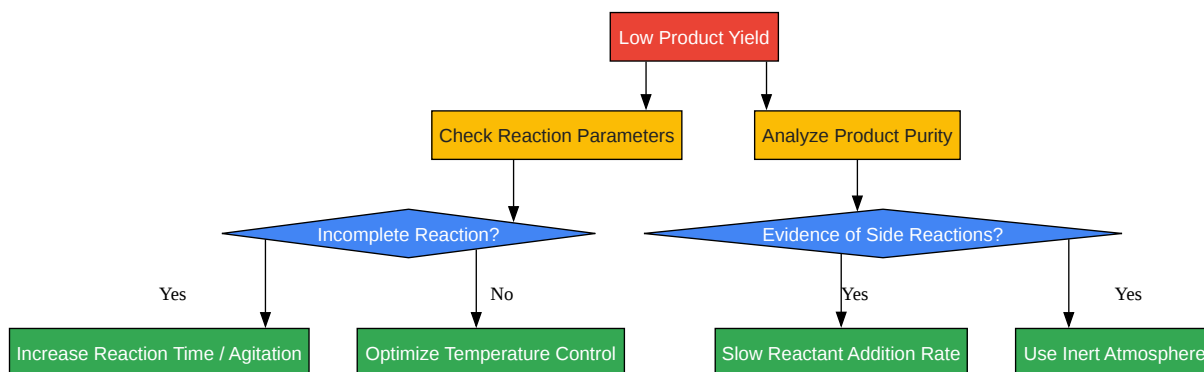 Low Product Yield
Check Reaction Parameters
Analyze Product Purity
Incomplete Reaction?
Evidence of Side Reactions?
Yes
No
Yes
Yes
Increase Reaction Time / Agitation
Optimize Temperature Control
Slow Reactant Addition Rate
Use Inert Atmosphere